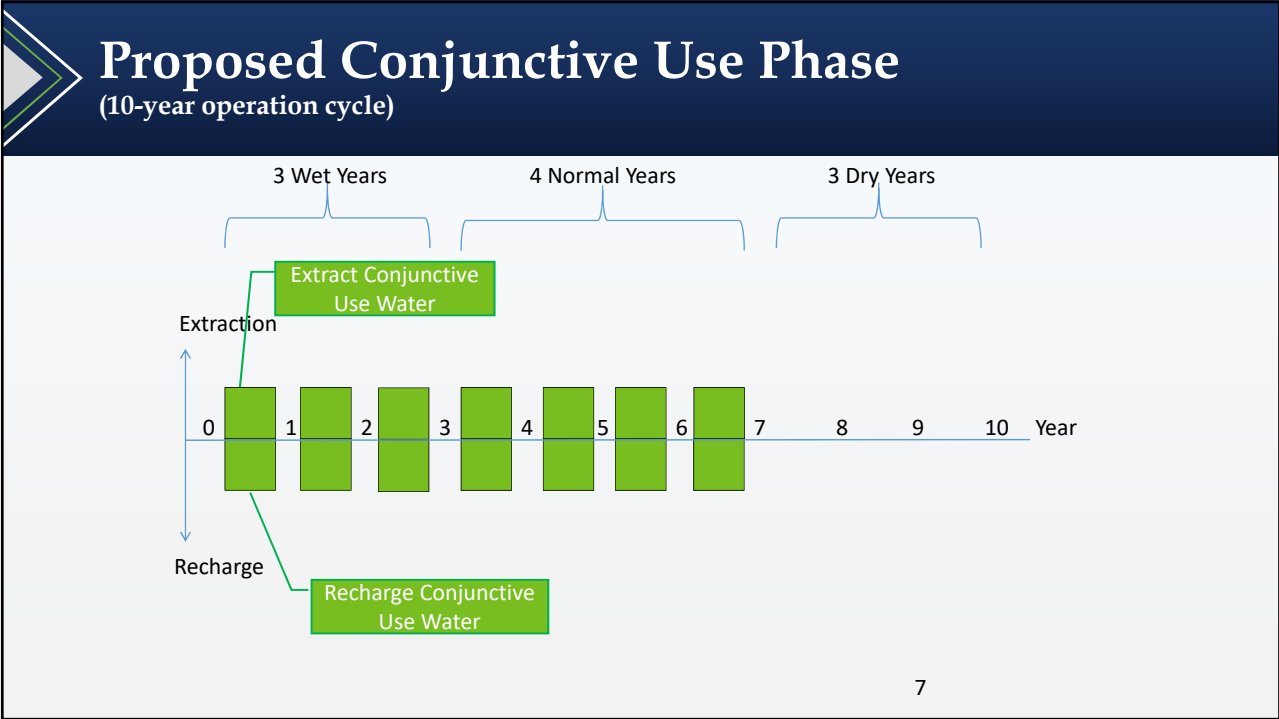 Proposed Conjunctive Use Phase
(10-year operation cycle)
3 Wet Years
4 Normal Years
3 Dry Years
Extract Conjunctive
Use Water
Extraction
0 1 2 3 4 5 6 7 8 9 10 Year
Recharge
Recharge Conjunctive
Use Water
7